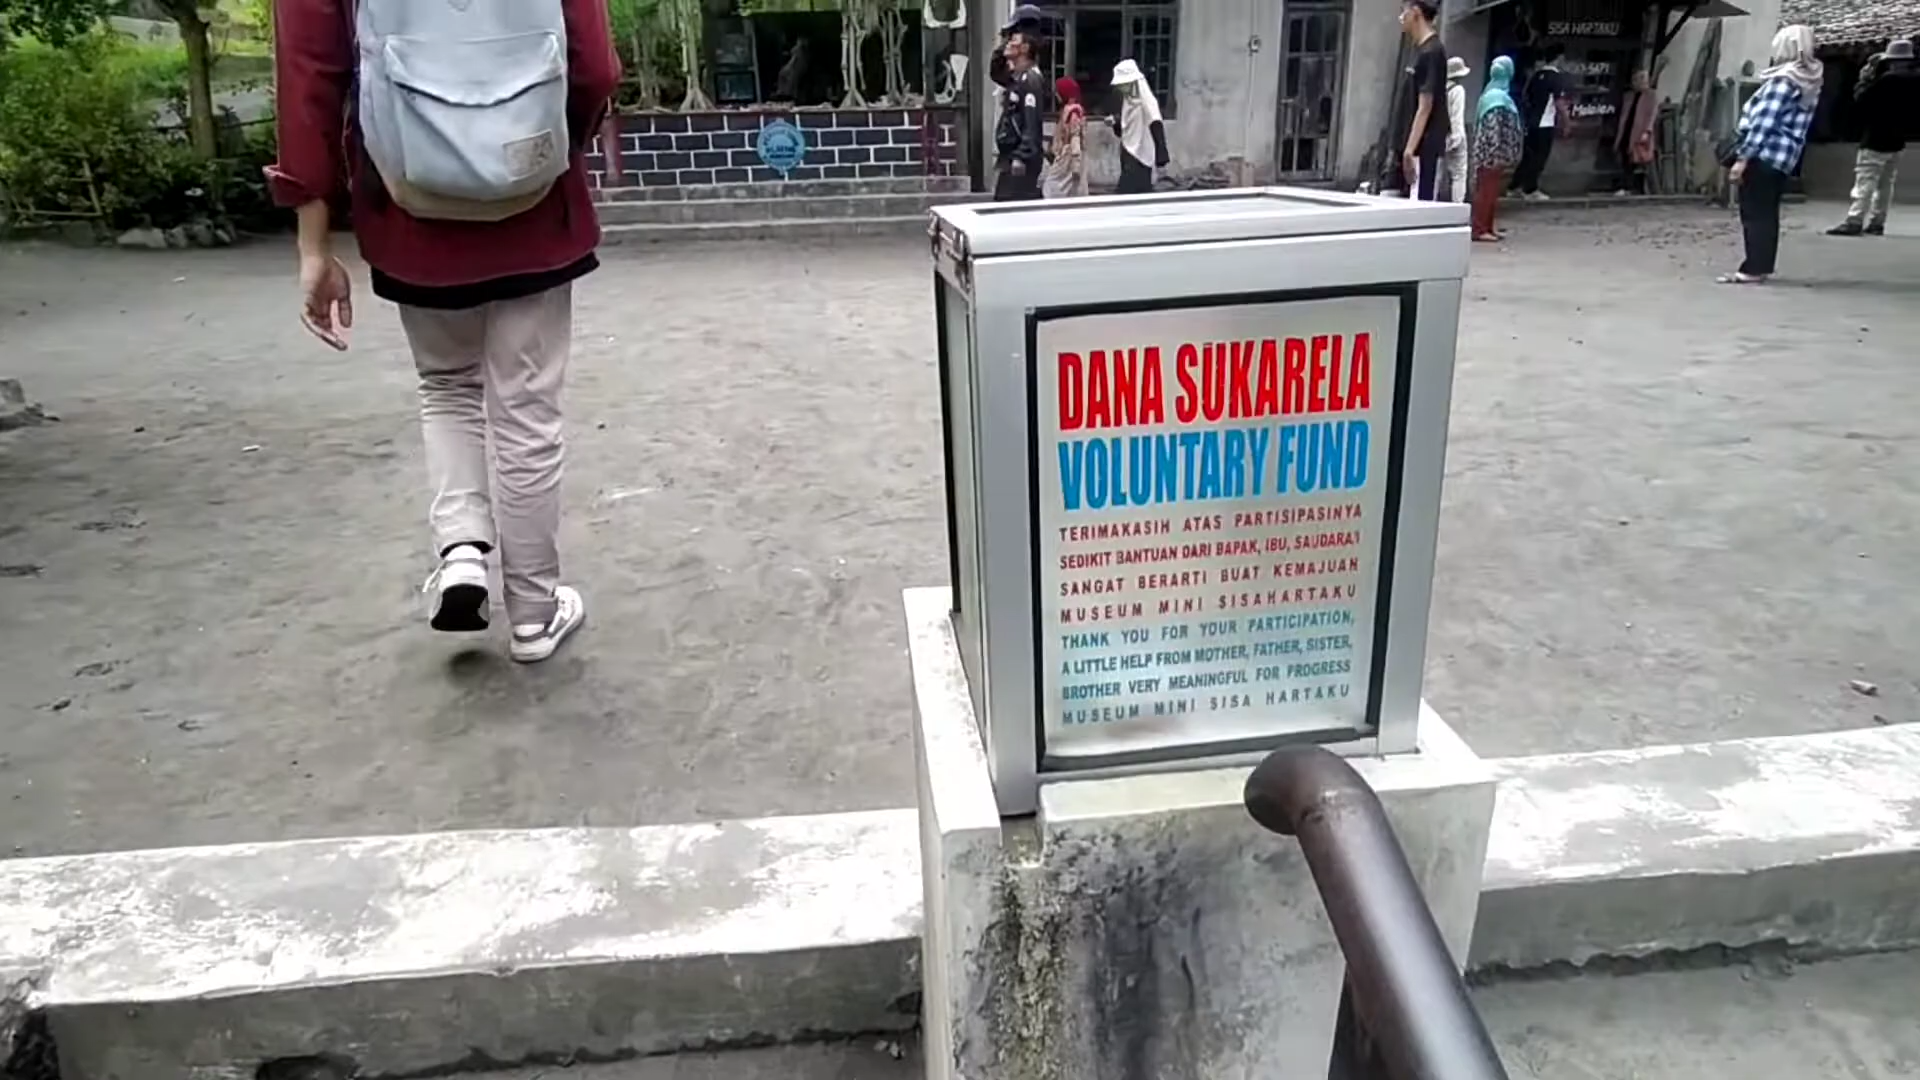 SISA HARTAKU
DANA SUKARELA
VOLUNTARY FUND
TERIMAKASIH ATAS PARTISIPASINYA
SEDIKIT BANTUAN DARI BAPAK, IBU, SAUDARA/I
SANGAT BERARTI BUAT KEMAJUAN
MUSEUM MINI SISAHARTAKU
THANK YOU FOR YOUR PARTICIPATION,
A LITTLE HELP FROM MOTHER, FATHER, SISTER,
BROTHER VERY MEANINGFUL FOR PROGRESS
MUSEUM MINI SISA HARTAKU